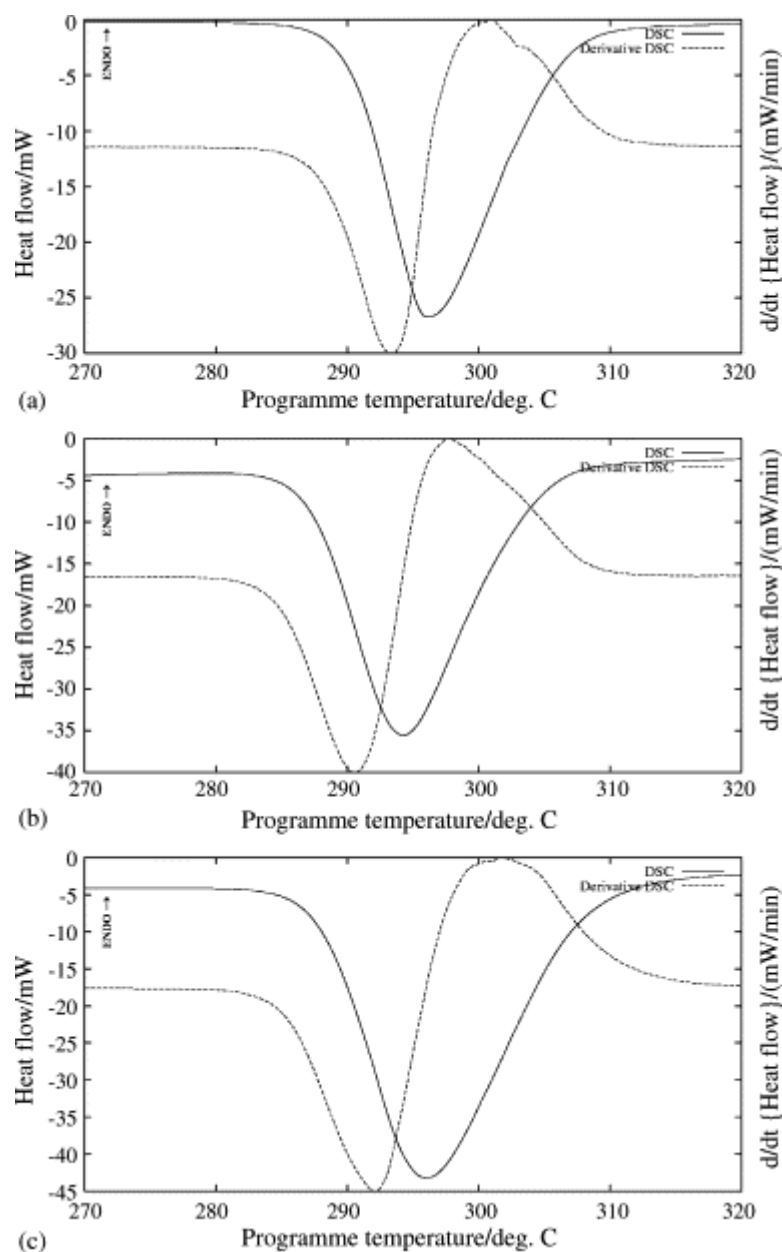 0
-5
-10
-15
-20
-25
-30
270 280 290 300 310 320
Heat flow/mW
ENDO →
DSC
Derivative DSC
d/dt {Heat flow}/(mW/min)
(a) Programme temperature/deg. C
0
-5
-10
-15
-20
-25
-30
-35
-40
270 280 290 300 310 320
Heat flow/mW
ENDO →
DSC
Derivative DSC
d/dt {Heat flow}/(mW/min)
(b) Programme temperature/deg. C
0
-5
-10
-15
-20
-25
-30
-35
-40
-45
270 280 290 300 310 320
Heat flow/mW
ENDO →
DSC
Derivative DSC
d/dt {Heat flow}/(mW/min)
(c) Programme temperature/deg. C